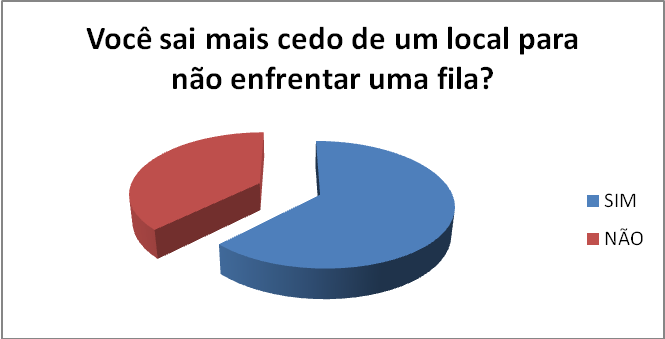 Você sai mais cedo de um local para
não enfrentar uma fila?
SIM
NÃO